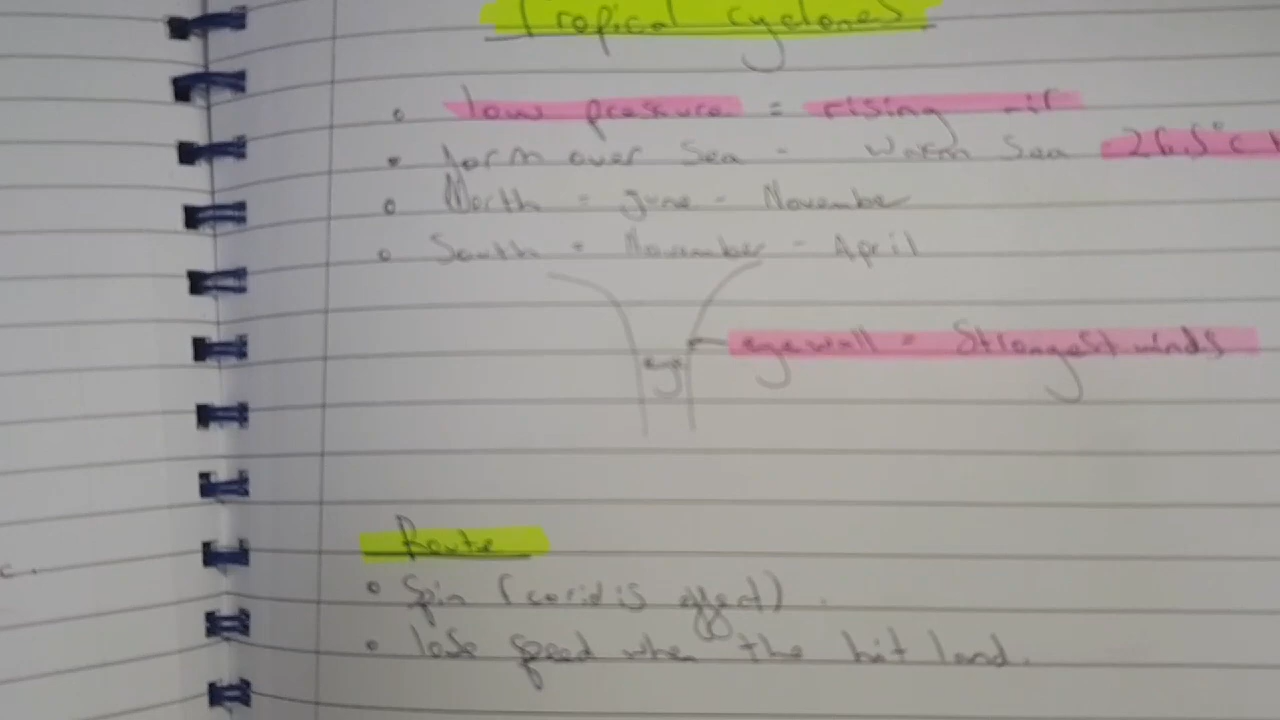 Tropical Cyclones
• low pressure = rising air
• form over Sea - warm Sea 26.5°C
• North = June - November
• South = November - April
eyewall = Strongest winds
eye
Route
• Spin (coriolis effect)
• lose speed when the hit land.